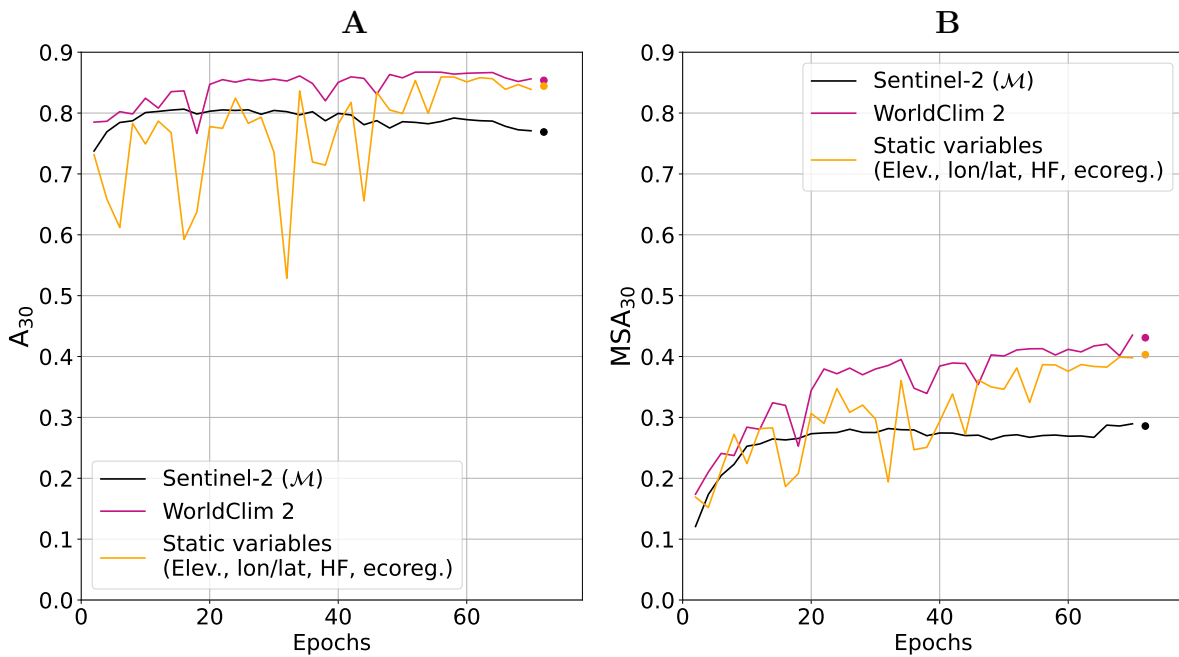 A
0.9
0.8
0.7
0.6
0.5
0.4
0.3
0.2
0.1
0.0
A30
0
20
40
60
Epochs
Sentinel-2 (ℳ)
WorldClim 2
Static variables
(Elev., lon/lat, HF, ecoreg.)
B
0.9
0.8
0.7
0.6
0.5
0.4
0.3
0.2
0.1
0.0
MSA30
0
20
40
60
Epochs
Sentinel-2 (ℳ)
WorldClim 2
Static variables
(Elev., lon/lat, HF, ecoreg.)